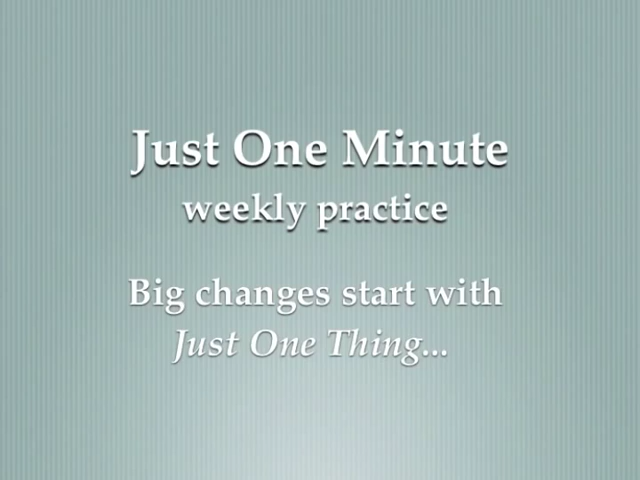 Just One Minute
weekly practice
Big changes start with
Just One Thing...